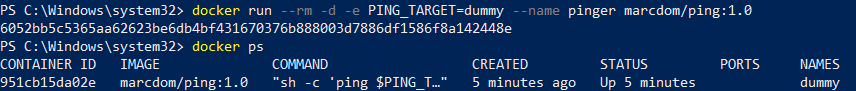 PS C:\Windows\system32> docker run --rm -d -e PING_TARGET=dummy --name pinger marcdom/ping:1.0
6052bb5c5365aa62623be6db4bf431670376b888003d7886df1586f8a142448e
PS C:\Windows\system32> docker ps
CONTAINER ID   IMAGE              COMMAND                  CREATED         STATUS         PORTS     NAMES
951cb15da02e   marcdom/ping:1.0   "sh -c 'ping $PING_T…"   5 minutes ago   Up 5 minutes             dummy